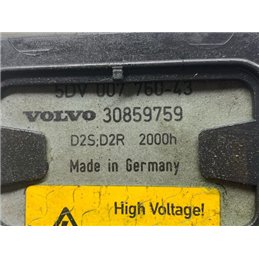 5DV 007 760-43
VOLVO 30859759
D2S;D2R 2000h
Made in Germany
High Voltage!